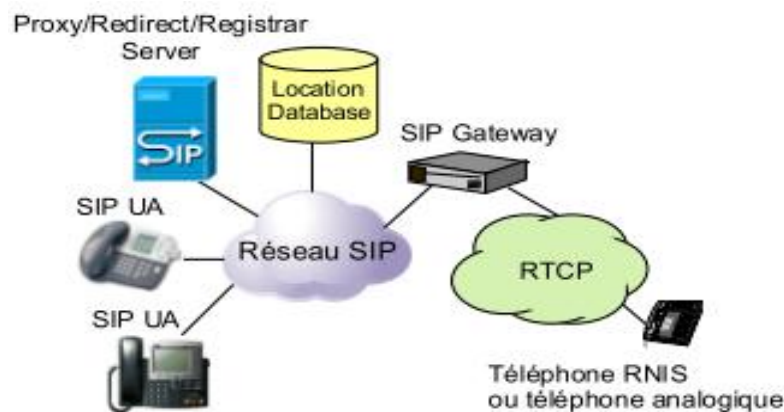 Proxy/Redirect/Registrar
Server
Location
Database
SIP Gateway
SIP
SIP UA
Réseau SIP
RTCP
SIP UA
Téléphone RNIS
ou téléphone analogique